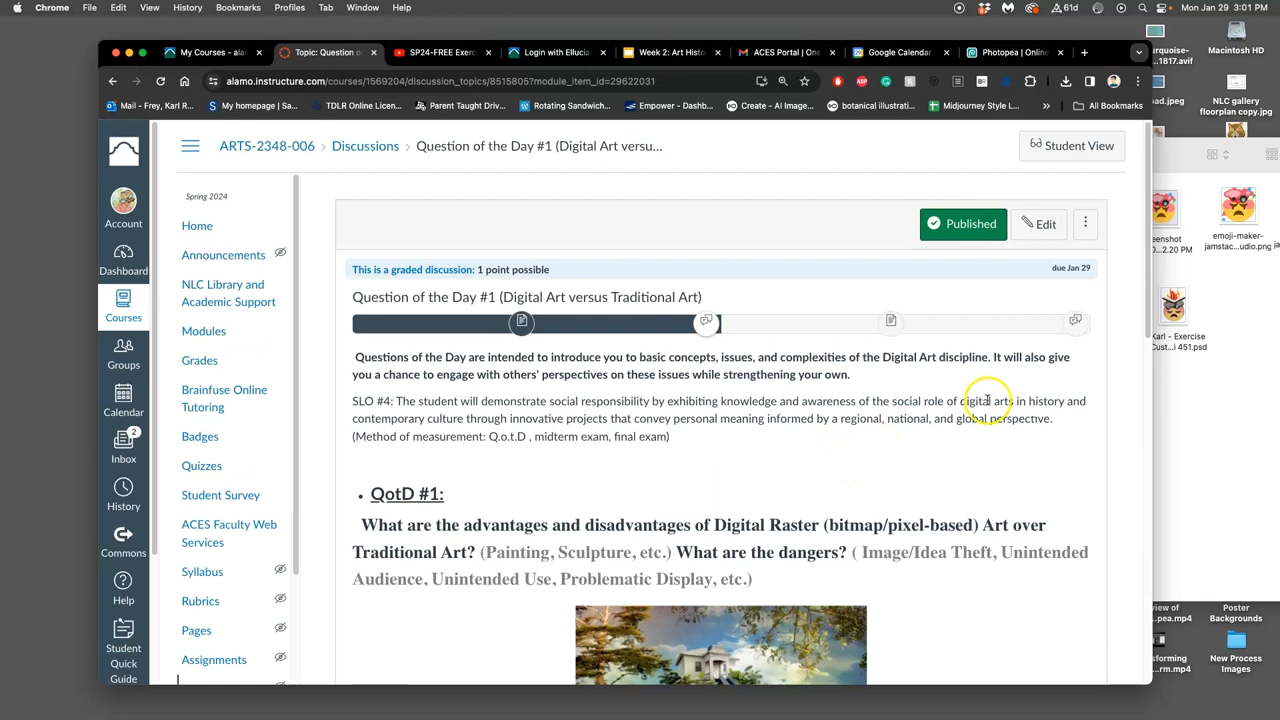 Chrome File Edit View History Bookmarks Profiles Tab Window Help 61d Mon Jan 29 3:01 PM
My Courses - alam Topic: Question o SP24-FREE Exerc Login with Ellucia Week 2: Art Histo ACES Portal | One Google Calendar Photopea | Online
alamo.instructure.com/courses/1569204/discussion_topics/8515805?module_item_id=29622031
Mail - Frey, Karl R... My homepage | Sa... TDLR Online Licen... Parent Taught Driv... Rotating Sandwich... Empower - Dashb... Create - AI Image... botanical illustrati... Midjourney Style L... » All Bookmarks
ARTS-2348-006 › Discussions › Question of the Day #1 (Digital Art versu... Student View
Account
Dashboard
Courses
Groups
Calendar
2
Inbox
History
Commons
Help
Student
Quick
Guide
Spring 2024
Home
Announcements
NLC Library and
Academic Support
Modules
Grades
Brainfuse Online
Tutoring
Badges
Quizzes
Student Survey
ACES Faculty Web
Services
Syllabus
Rubrics
Pages
Assignments
Published Edit
This is a graded discussion: 1 point possible due Jan 29
Question of the Day #1 (Digital Art versus Traditional Art)
Questions of the Day are intended to introduce you to basic concepts, issues, and complexities of the Digital Art discipline. It will also give
you a chance to engage with others' perspectives on these issues while strengthening your own.
SLO #4: The student will demonstrate social responsibility by exhibiting knowledge and awareness of the social role of digital arts in history and
contemporary culture through innovative projects that convey personal meaning informed by a regional, national, and global perspective.
(Method of measurement: Q.o.t.D , midterm exam, final exam)
• QotD #1:
What are the advantages and disadvantages of Digital Raster (bitmap/pixel-based) Art over
Traditional Art? (Painting, Sculpture, etc.) What are the dangers? ( Image/Idea Theft, Unintended
Audience, Unintended Use, Problematic Display, etc.)
Macintosh HD
NLC gallery
floorplan copy.jpg
emoji-maker-
Karl - Exercise
451.psd
Poster
Backgrounds
New Process
Images